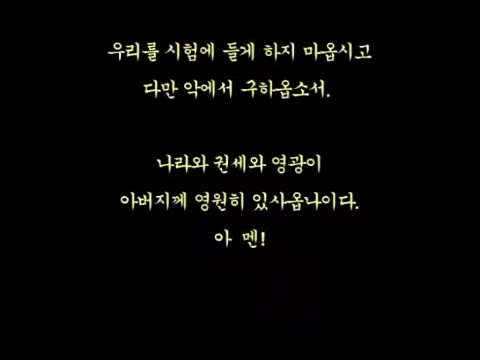 우리를 시험에 들게 하지 마옵시고
다만 악에서 구하옵소서.
나라와 권세와 영광이
아버지께 영원히 있사옵나이다.
아 멘!